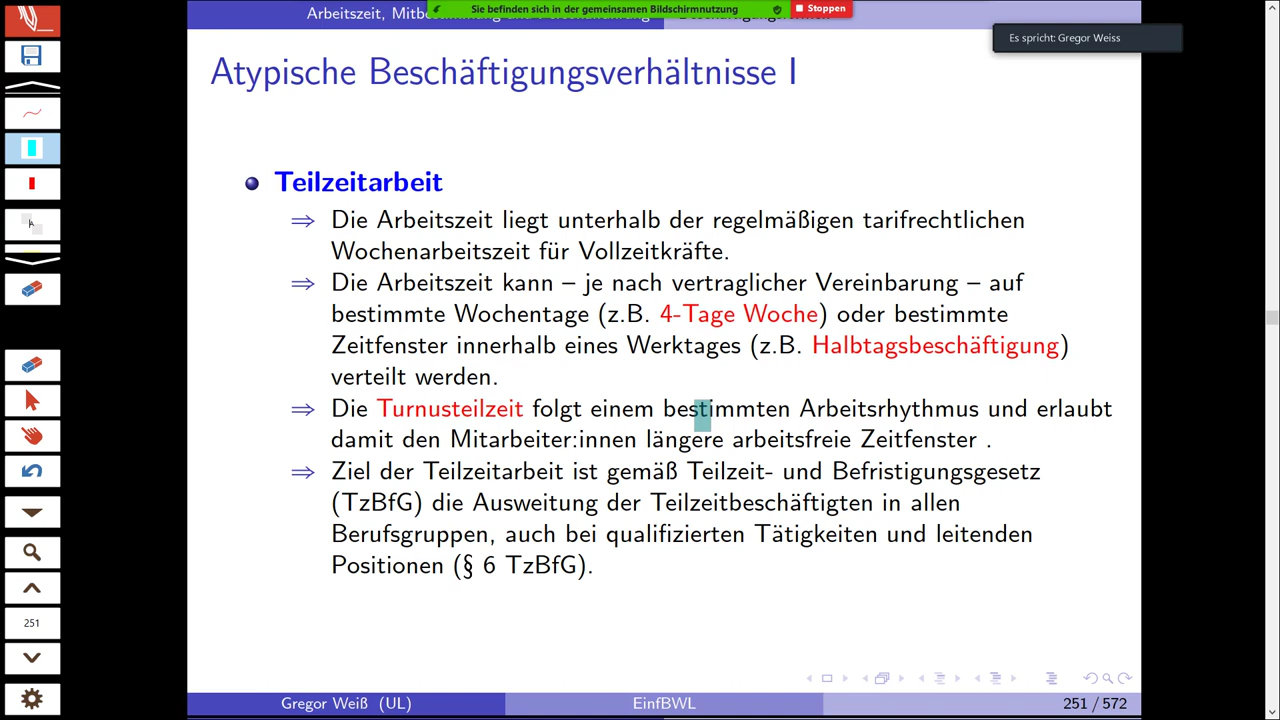 Arbeitszeit, Mitbestimmung
Sie befinden sich in der gemeinsamen Bildschirmnutzung
Stoppen
Es spricht: Gregor Weiss
Atypische Beschäftigungsverhältnisse I
Teilzeitarbeit
⇒ Die Arbeitszeit liegt unterhalb der regelmäßigen tarifrechtlichen
Wochenarbeitszeit für Vollzeitkräfte.
⇒ Die Arbeitszeit kann – je nach vertraglicher Vereinbarung – auf
bestimmte Wochentage (z.B. 4-Tage Woche) oder bestimmte
Zeitfenster innerhalb eines Werktages (z.B. Halbtagsbeschäftigung)
verteilt werden.
⇒ Die Turnusteilzeit folgt einem bestimmten Arbeitsrhythmus und erlaubt
damit den Mitarbeiter:innen längere arbeitsfreie Zeitfenster .
⇒ Ziel der Teilzeitarbeit ist gemäß Teilzeit- und Befristigungsgesetz
(TzBfG) die Ausweitung der Teilzeitbeschäftigten in allen
Berufsgruppen, auch bei qualifizierten Tätigkeiten und leitenden
Positionen (§ 6 TzBfG).
251
Gregor Weiß (UL)
EinfBWL
251 / 572